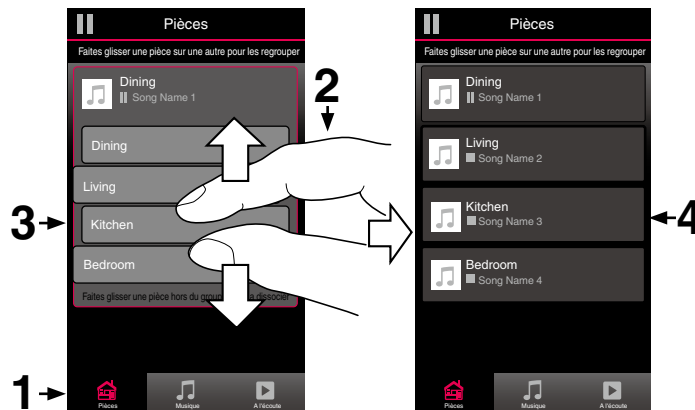 Pièces
Faites glisser une pièce sur une autre pour les regrouper
Dining
Song Name 1
2
Dining
Living
3
Kitchen
Bedroom
Faites glisser une pièce hors du group dissocier
1
Pièces
Musique
A l'écoute
Pièces
Faites glisser une pièce sur une autre pour les regrouper
Dining
Song Name 1
Living
Song Name 2
Kitchen
Song Name 3
4
Bedroom
Song Name 4
Pièces
Musique
A l'écoute